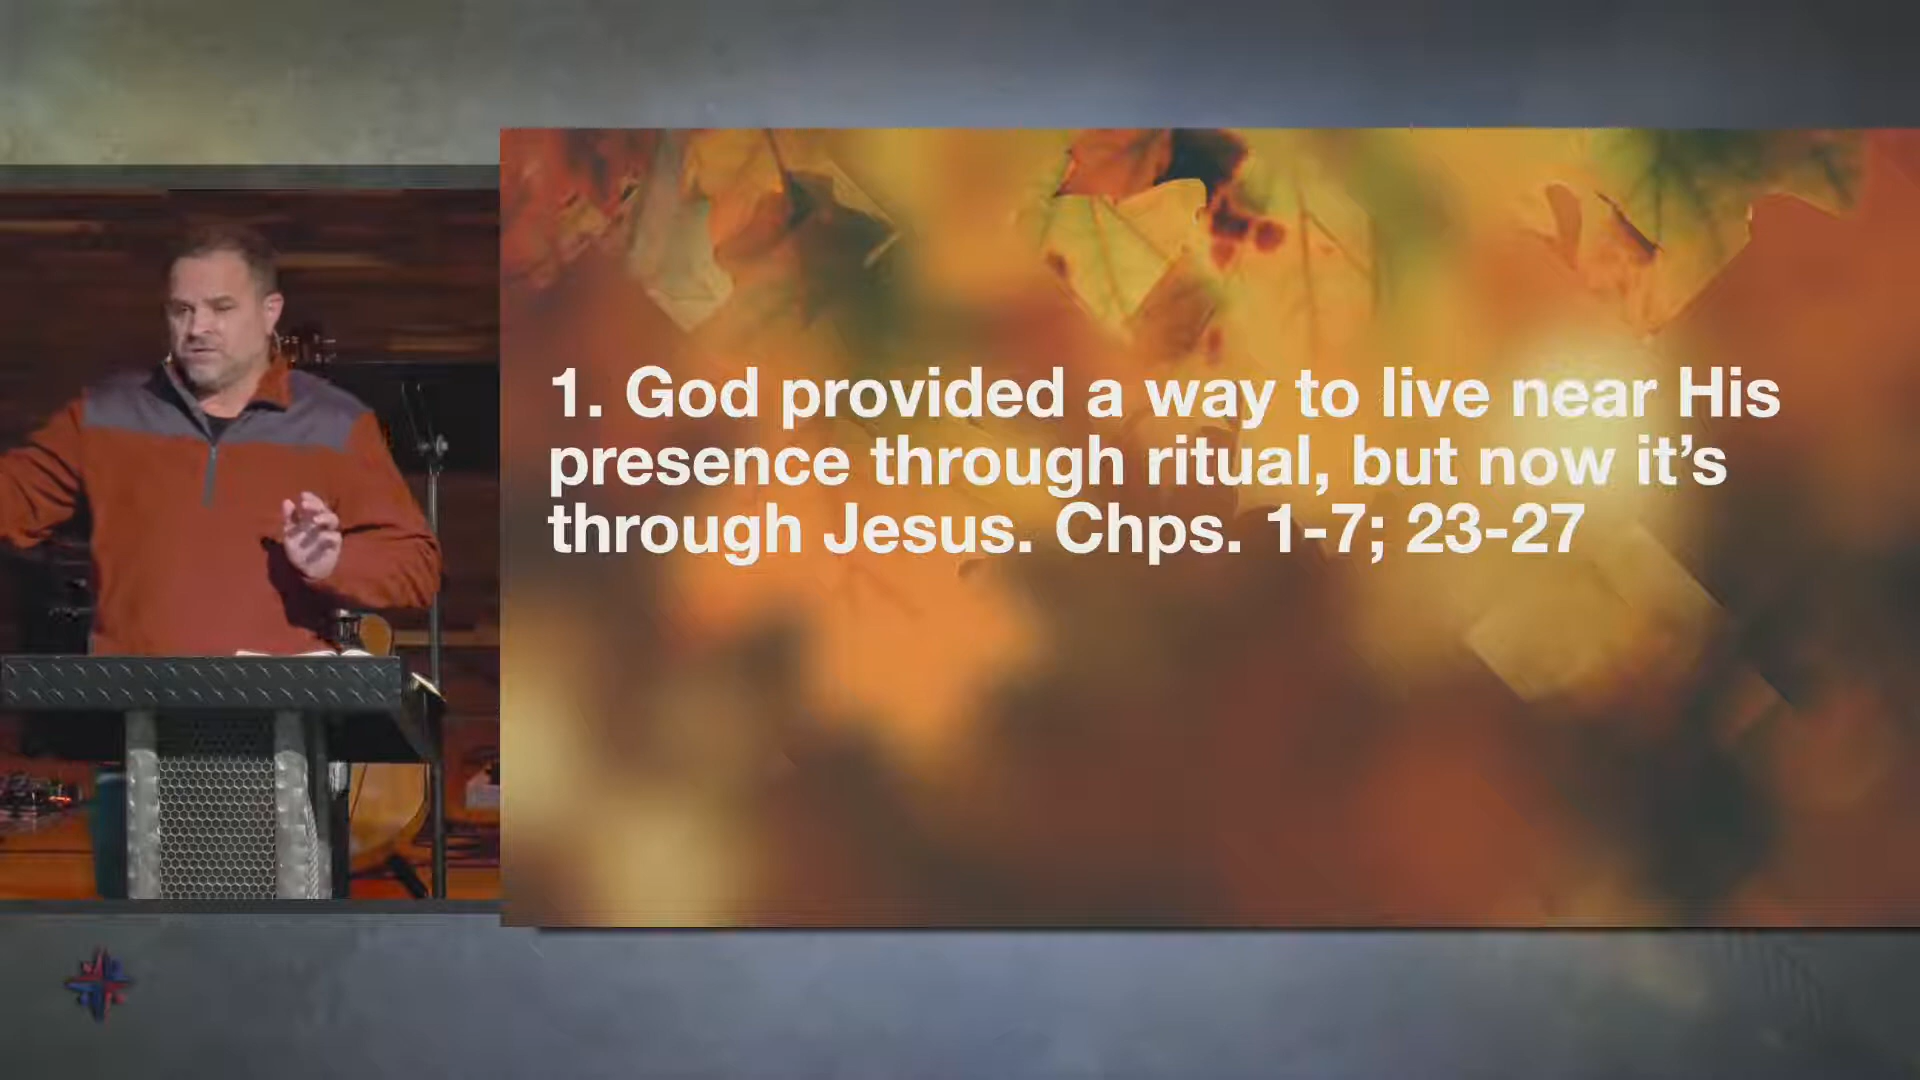 1. God provided a way to live near His
presence through ritual, but now it’s
through Jesus. Chps. 1-7; 23-27